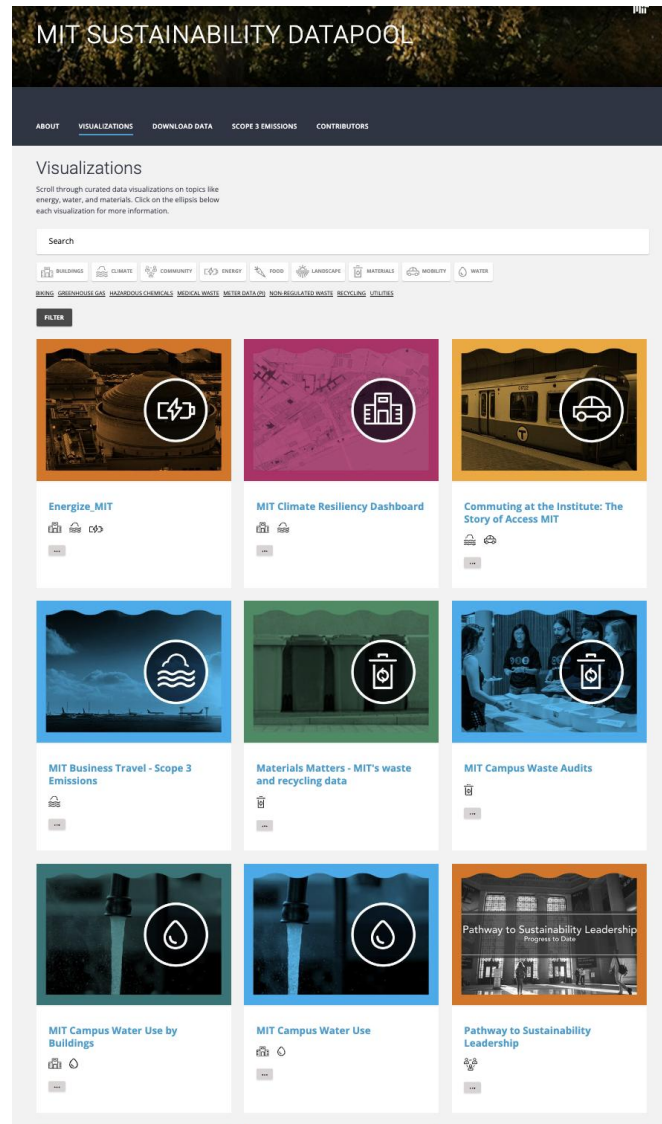 MIT SUSTAINABILITY DATAPOOL
ABOUT VISUALIZATIONS DOWNLOAD DATA SCOPE 3 EMISSIONS CONTRIBUTORS
Visualizations
Scroll through curated data visualizations on topics like
energy, water, and materials. Click on the ellipsis below
each visualization for more information.
Search
BUILDINGS CLIMATE COMMUNITY ENERGY FOOD LANDSCAPE MATERIALS MOBILITY WATER
BIKING GREENHOUSE GAS HAZARDOUS CHEMICALS MEDICAL WASTE METER DATA (PI) NON-REGULATED WASTE RECYCLING UTILITIES
FILTER
T
Energize_MIT
...
MIT Climate Resiliency Dashboard
...
Commuting at the Institute: The
Story of Access MIT
...
MIT Business Travel - Scope 3
Emissions
...
Materials Matters - MIT's waste
and recycling data
...
MIT Campus Waste Audits
...
MIT Campus Water Use by
Buildings
...
MIT Campus Water Use
...
Pathway to Sustainability Leadership
Progress to Date
Pathway to Sustainability
Leadership
...